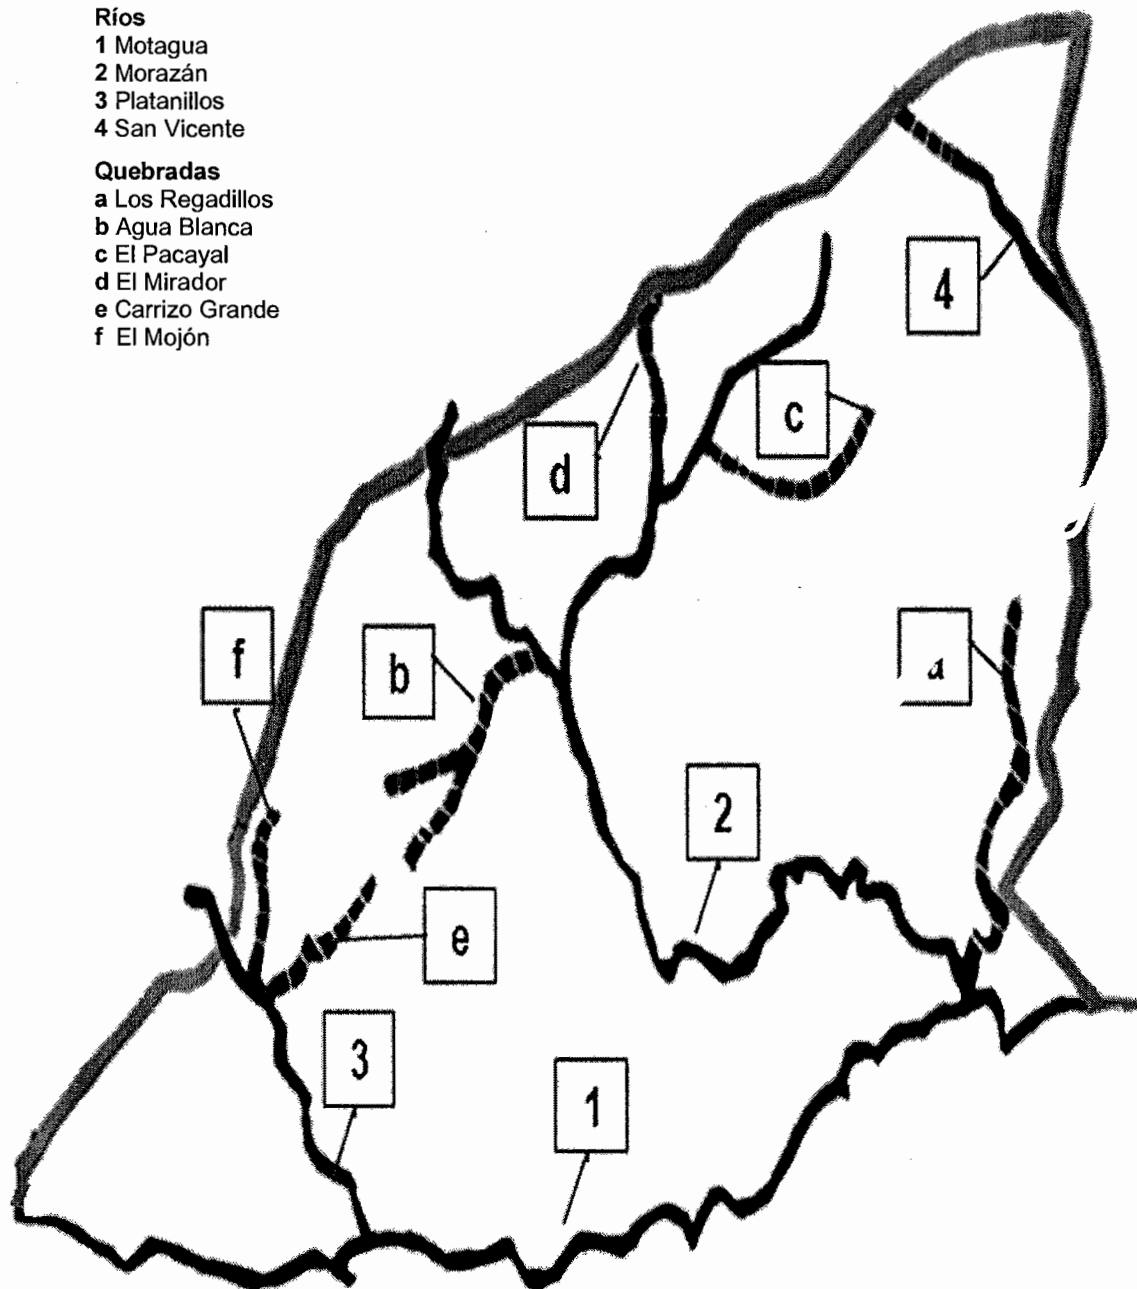 Ríos
1 Motagua
2 Morazán
3 Platanillos
4 San Vicente
Quebradas
a Los Regadillos
b Agua Blanca
c El Pacayal
d El Mirador
e Carrizo Grande
f El Mojón
4
c
d
f
b
a
2
e
3
1